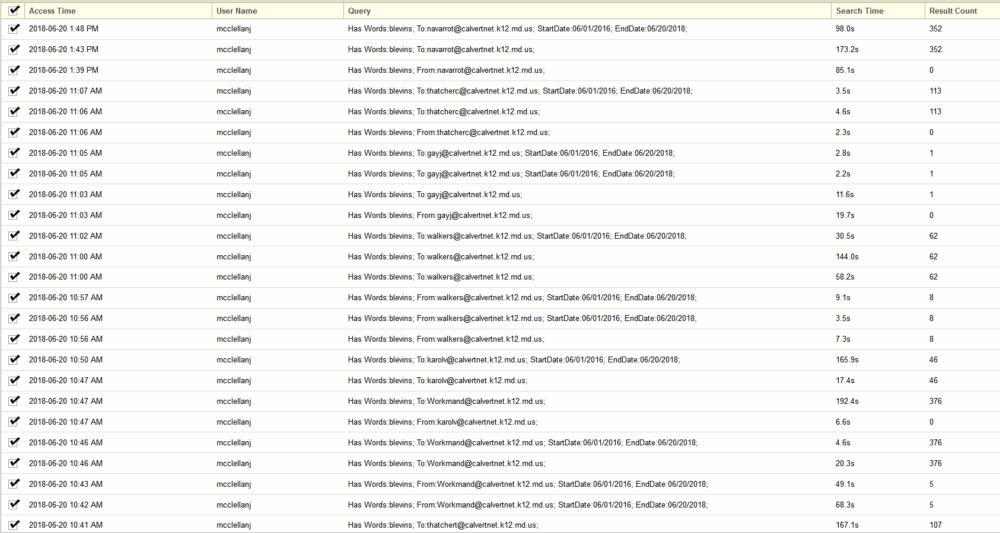 Access Time User Name Query Search Time Result Count
2018-06-20 1:48 PM mcclellanj Has Words:blevins; To:navarrot@calvertnet.k12.md.us; StartDate:06/01/2016; EndDate:06/20/2018; 98.0s 352
2018-06-20 1:43 PM mcclellanj Has Words:blevins; To:navarrot@calvertnet.k12.md.us; 173.2s 352
2018-06-20 1:39 PM mcclellanj Has Words:blevins; From:navarrot@calvertnet.k12.md.us; 85.1s 0
2018-06-20 11:07 AM mcclellanj Has Words:blevins; To:thatcherc@calvertnet.k12.md.us; StartDate:06/01/2016; EndDate:06/20/2018; 3.5s 113
2018-06-20 11:06 AM mcclellanj Has Words:blevins; To:thatcherc@calvertnet.k12.md.us; 4.6s 113
2018-06-20 11:06 AM mcclellanj Has Words:blevins; From:thatcherc@calvertnet.k12.md.us; 2.3s 0
2018-06-20 11:05 AM mcclellanj Has Words:blevins; To:gayj@calvertnet.k12.md.us; StartDate:06/01/2016; EndDate:06/20/2018; 2.8s 1
2018-06-20 11:05 AM mcclellanj Has Words:blevins; To:gayj@calvertnet.k12.md.us; StartDate:06/01/2016; EndDate:06/20/2018; 2.2s 1
2018-06-20 11:03 AM mcclellanj Has Words:blevins; To:gayj@calvertnet.k12.md.us; 11.6s 1
2018-06-20 11:03 AM mcclellanj Has Words:blevins; From:gayj@calvertnet.k12.md.us; 19.7s 0
2018-06-20 11:02 AM mcclellanj Has Words:blevins; To:walkers@calvertnet.k12.md.us; StartDate:06/01/2016; EndDate:06/20/2018; 30.5s 62
2018-06-20 11:00 AM mcclellanj Has Words:blevins; To:walkers@calvertnet.k12.md.us; 144.0s 62
2018-06-20 11:00 AM mcclellanj Has Words:blevins; To:walkers@calvertnet.k12.md.us; 58.2s 62
2018-06-20 10:57 AM mcclellanj Has Words:blevins; From:walkers@calvertnet.k12.md.us; StartDate:06/01/2016; EndDate:06/20/2018; 9.1s 8
2018-06-20 10:56 AM mcclellanj Has Words:blevins; From:walkers@calvertnet.k12.md.us; StartDate:06/01/2016; EndDate:06/20/2018; 3.5s 8
2018-06-20 10:56 AM mcclellanj Has Words:blevins; From:walkers@calvertnet.k12.md.us; 7.3s 8
2018-06-20 10:50 AM mcclellanj Has Words:blevins; To:karolv@calvertnet.k12.md.us; StartDate:06/01/2016; EndDate:06/20/2018; 165.9s 46
2018-06-20 10:47 AM mcclellanj Has Words:blevins; To:karolv@calvertnet.k12.md.us; 17.4s 46
2018-06-20 10:47 AM mcclellanj Has Words:blevins; To:Workmand@calvertnet.k12.md.us; 192.4s 376
2018-06-20 10:47 AM mcclellanj Has Words:blevins; From:karolv@calvertnet.k12.md.us; 6.6s 0
2018-06-20 10:46 AM mcclellanj Has Words:blevins; To:Workmand@calvertnet.k12.md.us; StartDate:06/01/2016; EndDate:06/20/2018; 4.6s 376
2018-06-20 10:46 AM mcclellanj Has Words:blevins; To:Workmand@calvertnet.k12.md.us; 20.3s 376
2018-06-20 10:43 AM mcclellanj Has Words:blevins; From:Workmand@calvertnet.k12.md.us; StartDate:06/01/2016; EndDate:06/20/2018; 49.1s 5
2018-06-20 10:42 AM mcclellanj Has Words:blevins; From:Workmand@calvertnet.k12.md.us; StartDate:06/01/2016; EndDate:06/20/2018; 68.3s 5
2018-06-20 10:41 AM mcclellanj Has Words:blevins; To:thatchert@calvertnet.k12.md.us; 167.1s 107